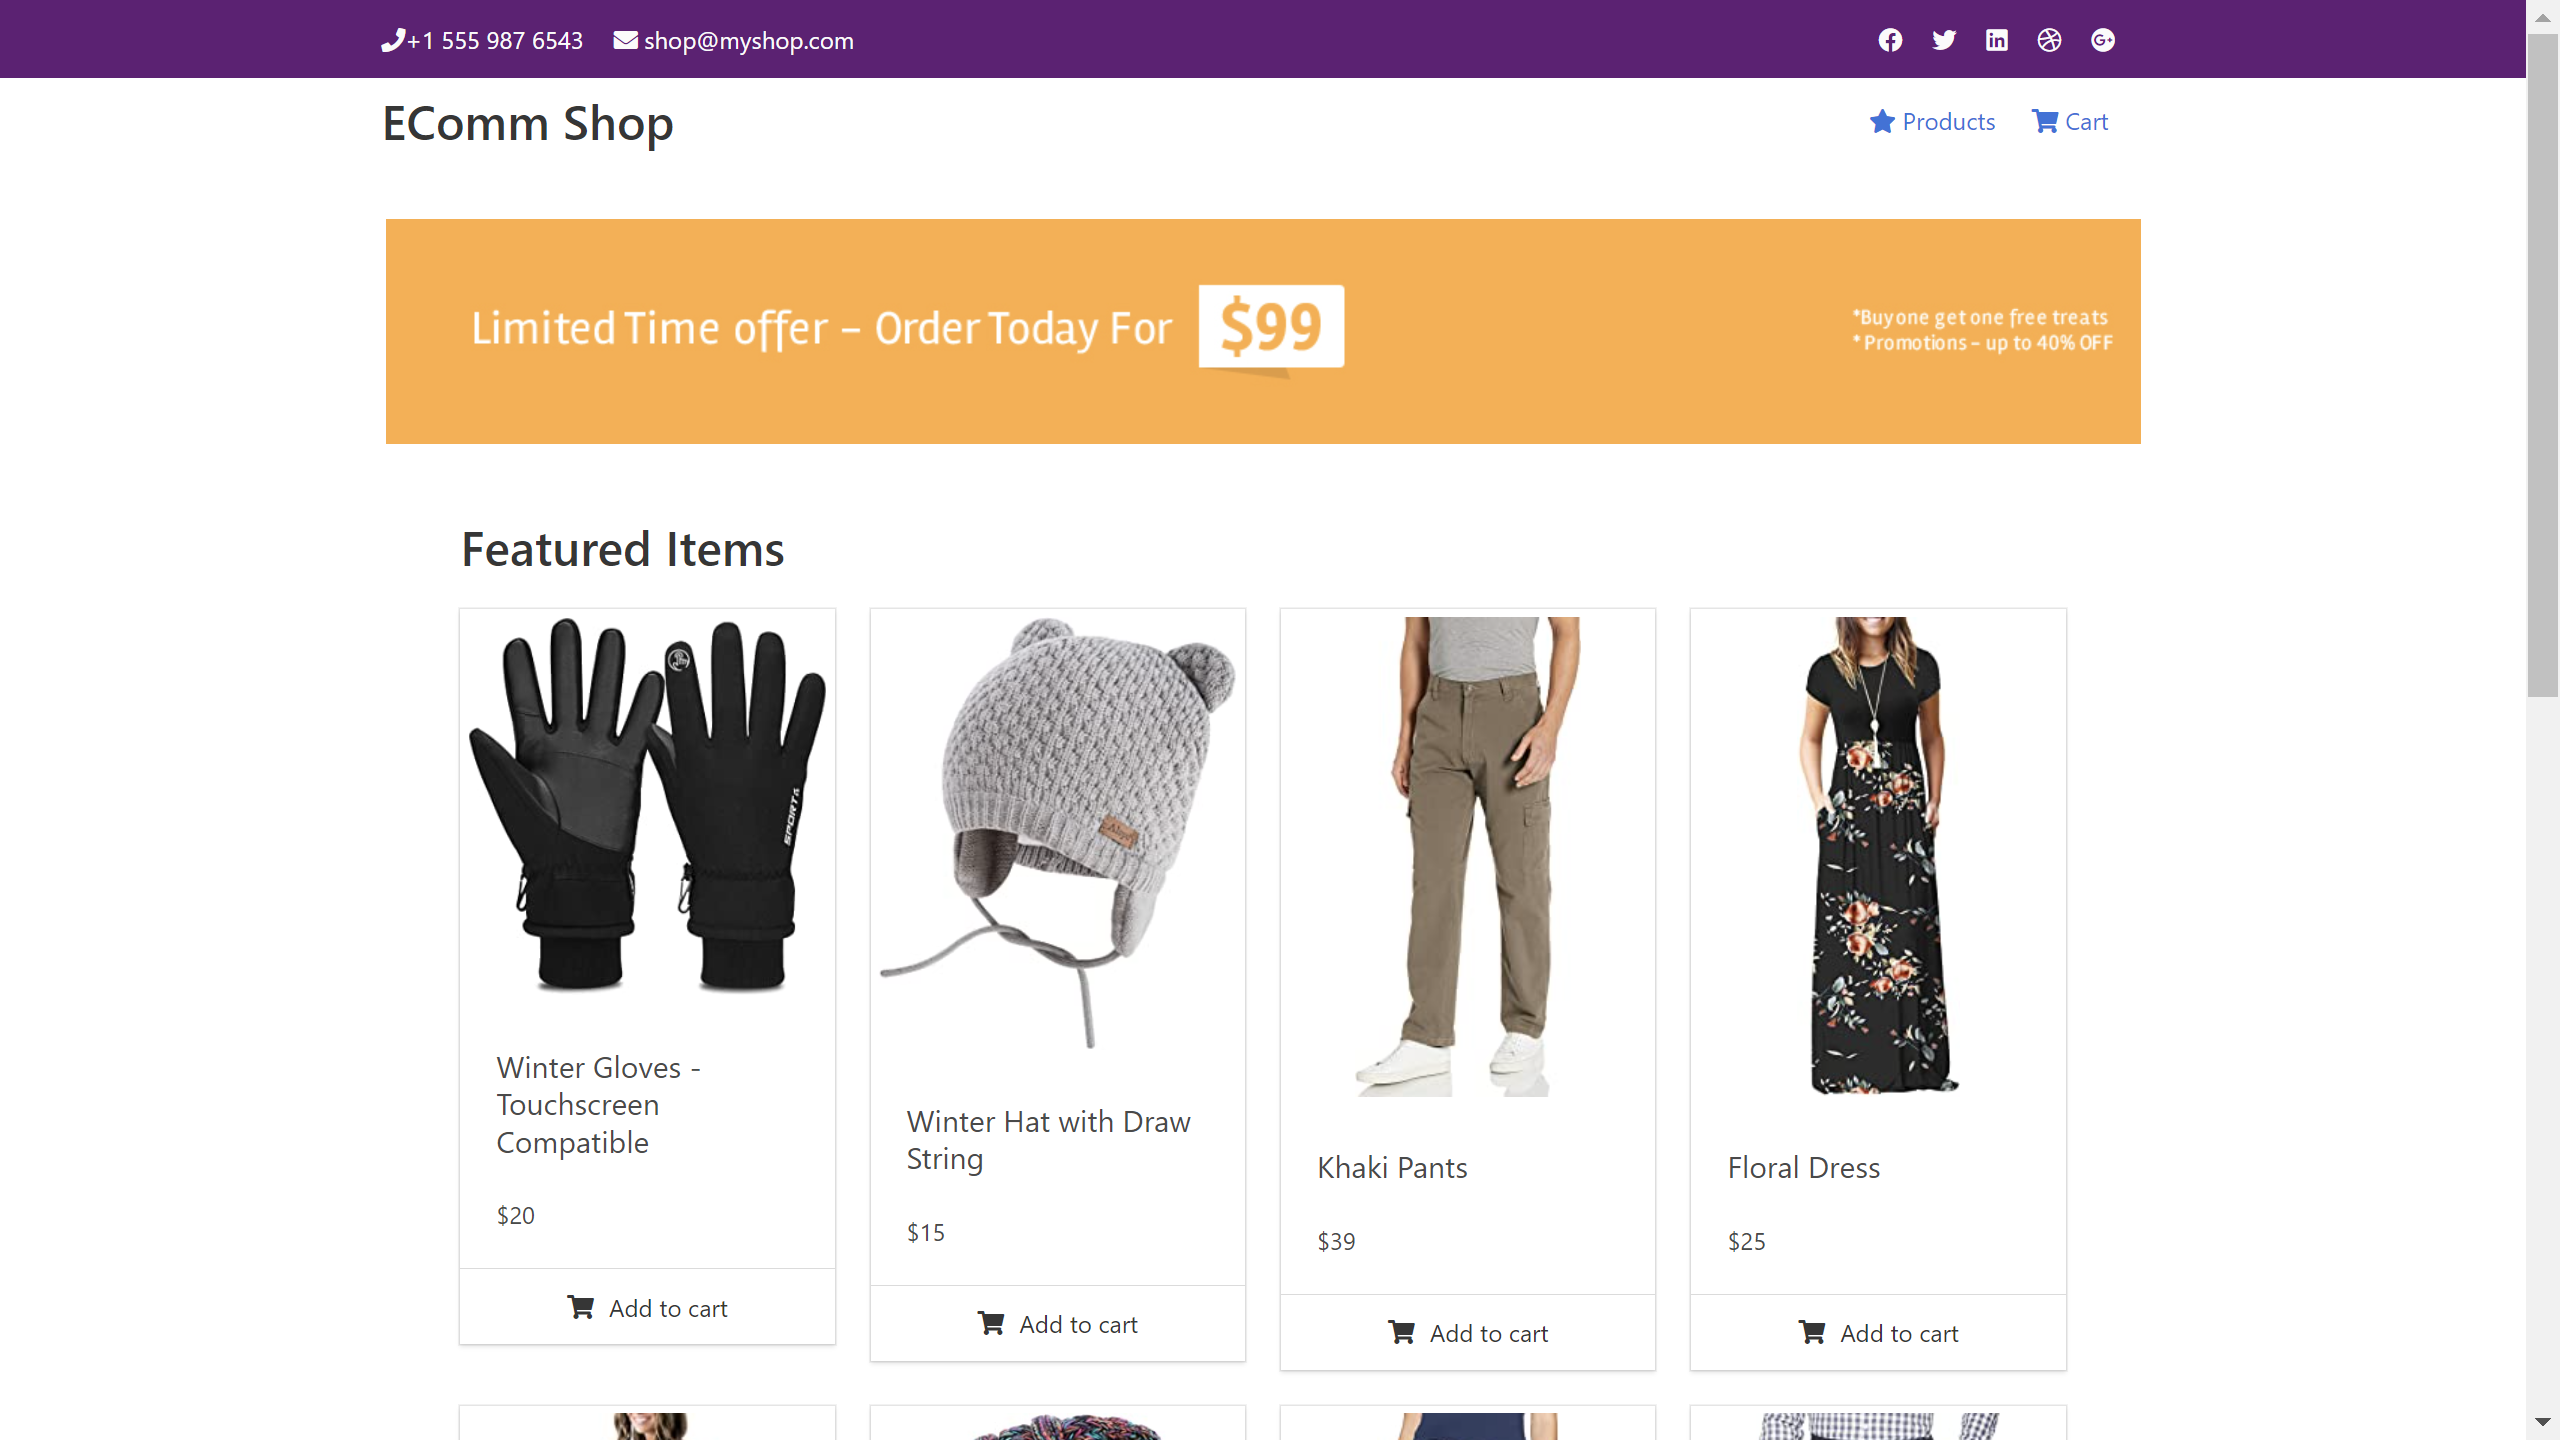 +1 555 987 6543 shop@myshop.com
EComm Shop
Products Cart
Limited Time offer – Order Today For $99
*Buy one get one free treats
* Promotions – up to 40% OFF
Featured Items
SPORT
Winter Gloves -
Touchscreen
Compatible
$20
Add to cart
Winter Hat with Draw
String
$15
Add to cart
Khaki Pants
$39
Add to cart
Floral Dress
$25
Add to cart